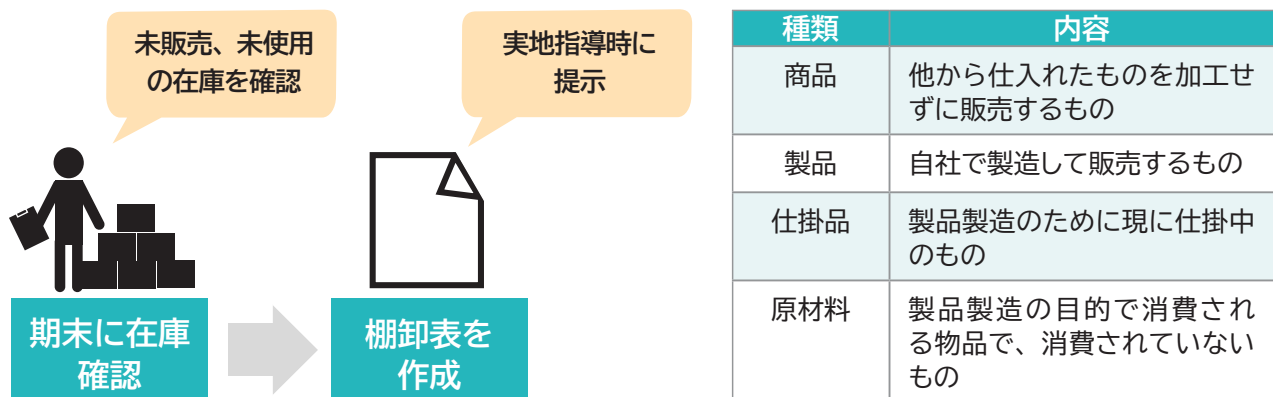 未販売、未使用
の在庫を確認
実地指導時に
提示
期末に在庫
確認
棚卸表を
作成
種類 内容
商品 他から仕入れたものを加工せ
ずに販売するもの
製品 自社で製造して販売するもの
仕掛品 製品製造のために現に仕掛中
のもの
原材料 製品製造の目的で消費され
る物品で、消費されていない
もの